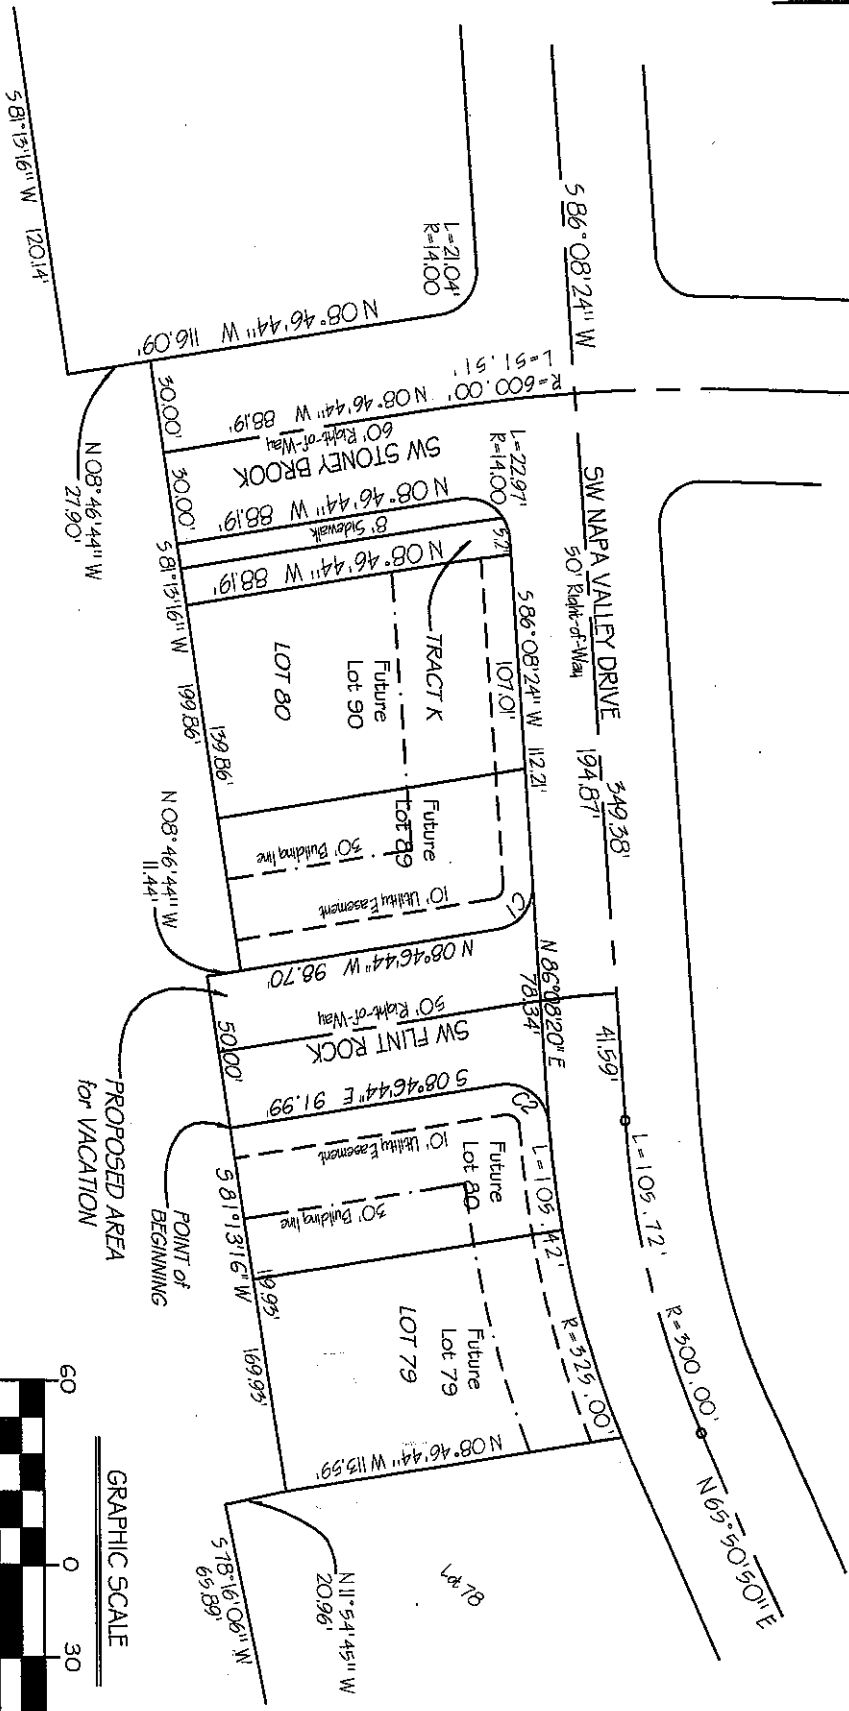 S 81°13'16" W 120.14'
L=21.04'
R=14.00
N 08°46'44" W 116.09'
N 08°46'44" W
27.90'
S 86°08'24" W
SW NAPA VALLEY DRIVE
50' Right-of-Way
349.38'
194.87'
R=600.00'
L=51.51'
N 08°46'44" W 88.19'
60' Right-of-Way
SW STONEY BROOK
30.00'
30.00'
L=22.97'
R=14.00
N 08°46'44" W 88.19'
8' Sidewalk
N 08°46'44" W 88.19'
5.2'
TRACT K
S 86°08'24" W 112.21'
107.01'
S 81°13'16" W 199.86'
139.86'
LOT 80
Future
Lot 90
Future
Lot 89
30' Building line
10' Utility Easement
C1
N 08°46'44" W
11.44'
N 08°46'44" W 98.70'
N 86°08'20" E
78.34'
50' Right-of-Way
SW FLINT ROCK
50.00'
S 08°46'44" E 91.99'
C2
41.59'
L=105.72'
R=300.00'
N 65°50'50" E
L=105.42'
R=325.00'
10' Utility Easement
30' Building line
Future
Lot 80
Future
Lot 79
LOT 79
S 81°13'16" W
119.93'
169.93'
N 08°46'44" W 113.59'
PROPOSED AREA
for VACATION
POINT of
BEGINNING
Lot 78
N 11°54'45" W
20.96'
S 78°16'06" W
65.89'
GRAPHIC SCALE
60
0
30